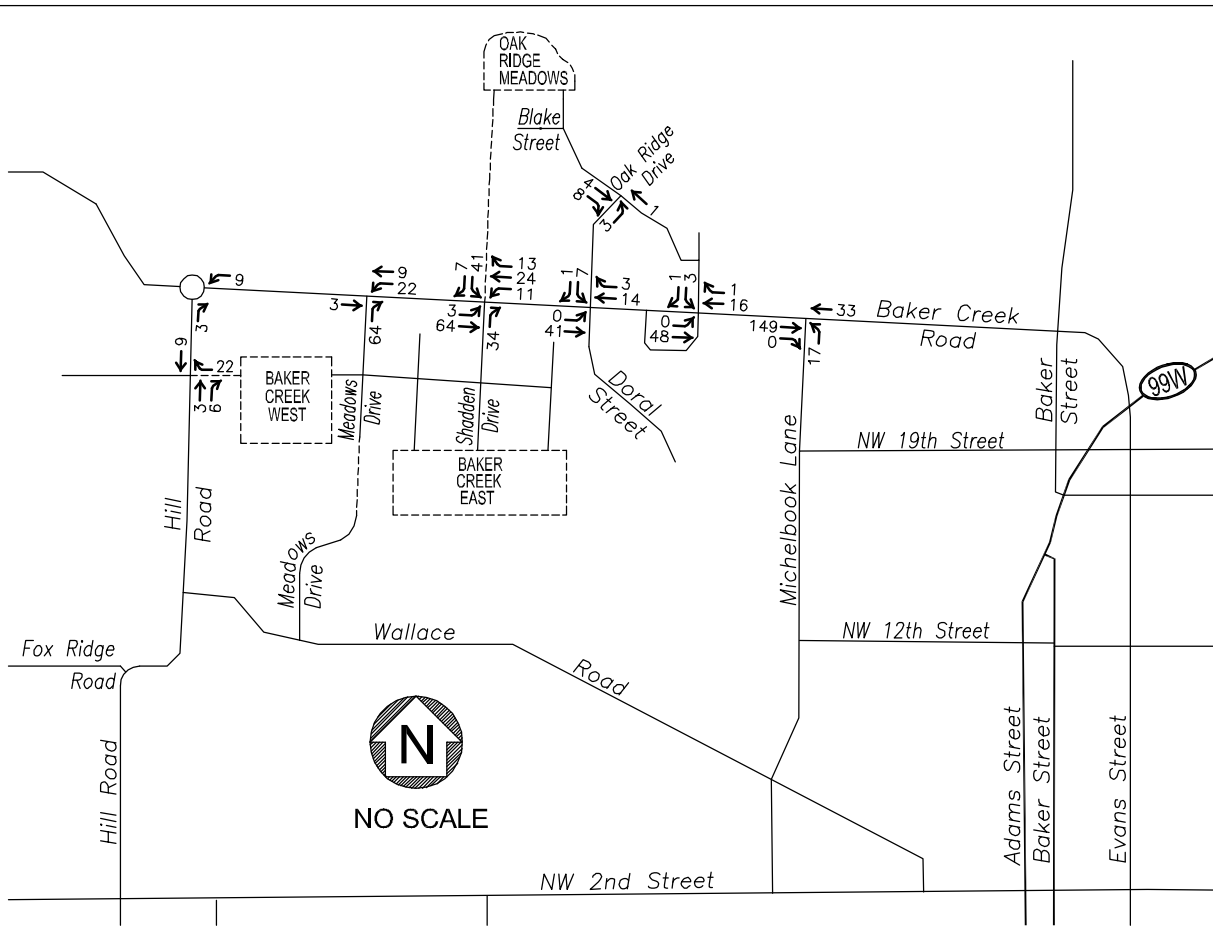 OAK
RIDGE
MEADOWS
Blake
Street
Oak Ridge
Drive
8
4
3
1
9
3
9
22
3
6
3
9
22
64
7
41
13
24
11
3
64
34
1
7
3
14
0
41
1
3
1
16
0
48
33
149
0
17
Baker Creek
Road
BAKER
CREEK
WEST
Meadows
Drive
Shadden
Drive
BAKER
CREEK
EAST
Doral
Street
Michelbook Lane
Baker
Street
99W
NW 19th Street
Hill
Road
Meadows
Drive
Wallace
Road
NW 12th Street
Fox Ridge
Road
Hill Road
N
NO SCALE
Adams Street
Baker Street
Evans Street
NW 2nd Street